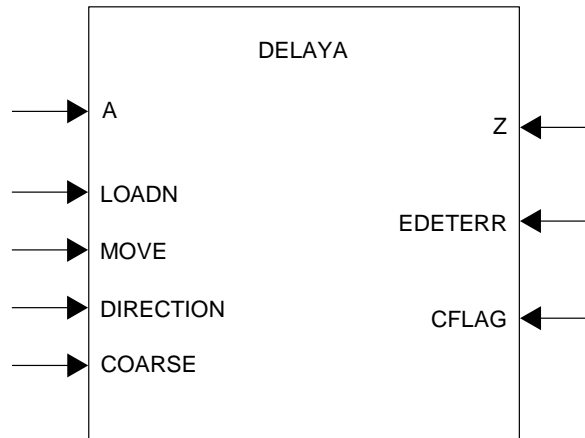 DELAYA
A
Z
LOADN
EDETERR
MOVE
DIRECTION
CFLAG
COARSE